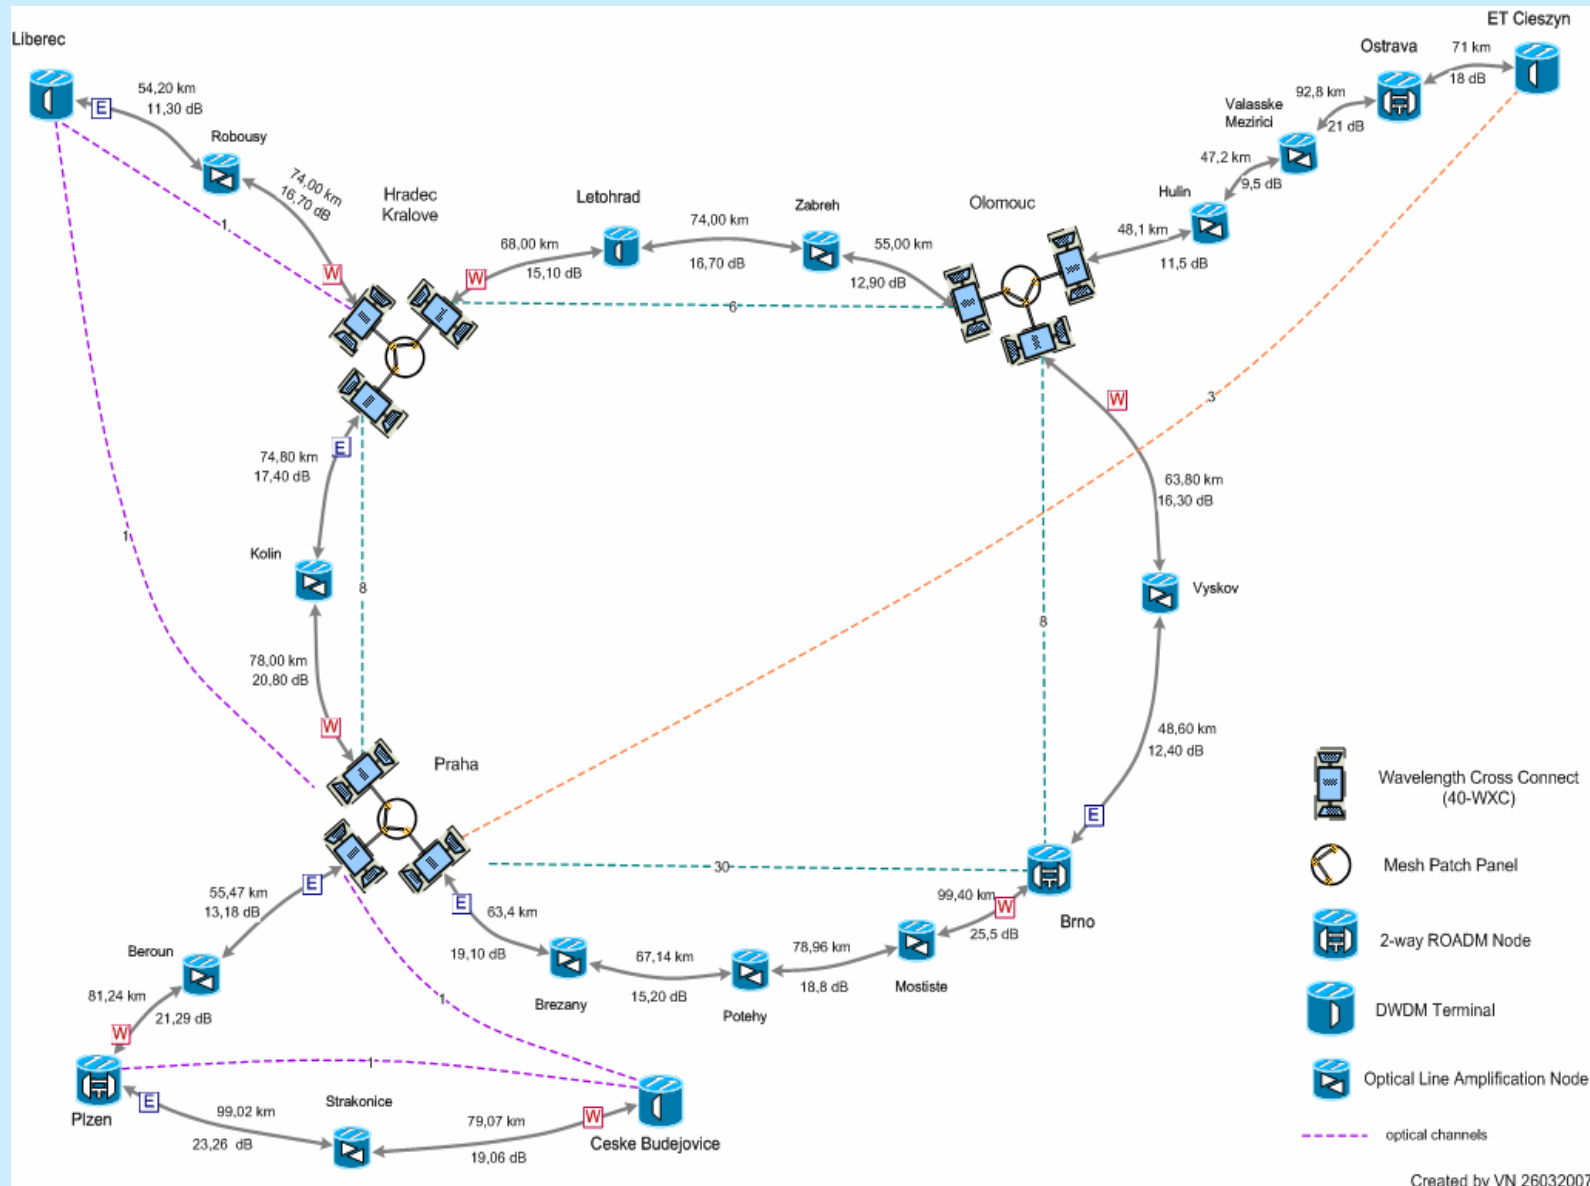 Liberec
54,20 km
11,30 dB
E
Robousy
74,00 km
16,70 dB
W
1
1
Hradec
Kralove
W
68,00 km
15,10 dB
Letohrad
74,00 km
16,70 dB
Zabreh
55,00 km
12,90 dB
6
Olomouc
48,1 km
11,5 dB
Hulin
47,2 km
9,5 dB
Valasske
Mezirici
92,8 km
21 dB
Ostrava
71 km
18 dB
ET Cieszyn
3
W
63,80 km
16,30 dB
Vyskov
48,60 km
12,40 dB
E
8
E
74,80 km
17,40 dB
Kolin
8
78,00 km
20,80 dB
W
Praha
30
Brno
99,40 km
W
25,5 dB
Mostiste
78,96 km
18,8 dB
Potehy
67,14 km
15,20 dB
Brezany
63,4 km
19,10 dB
E
E
55,47 km
13,18 dB
Beroun
81,24 km
21,29 dB
W
Plzen
E
99,02 km
23,26 dB
Strakonice
79,07 km
19,06 dB
W
Ceske Budejovice
1
1
Wavelength Cross Connect
(40-WXC)
Mesh Patch Panel
2-way ROADM Node
DWDM Terminal
Optical Line Amplification Node
optical channels
Created by VN 26032007